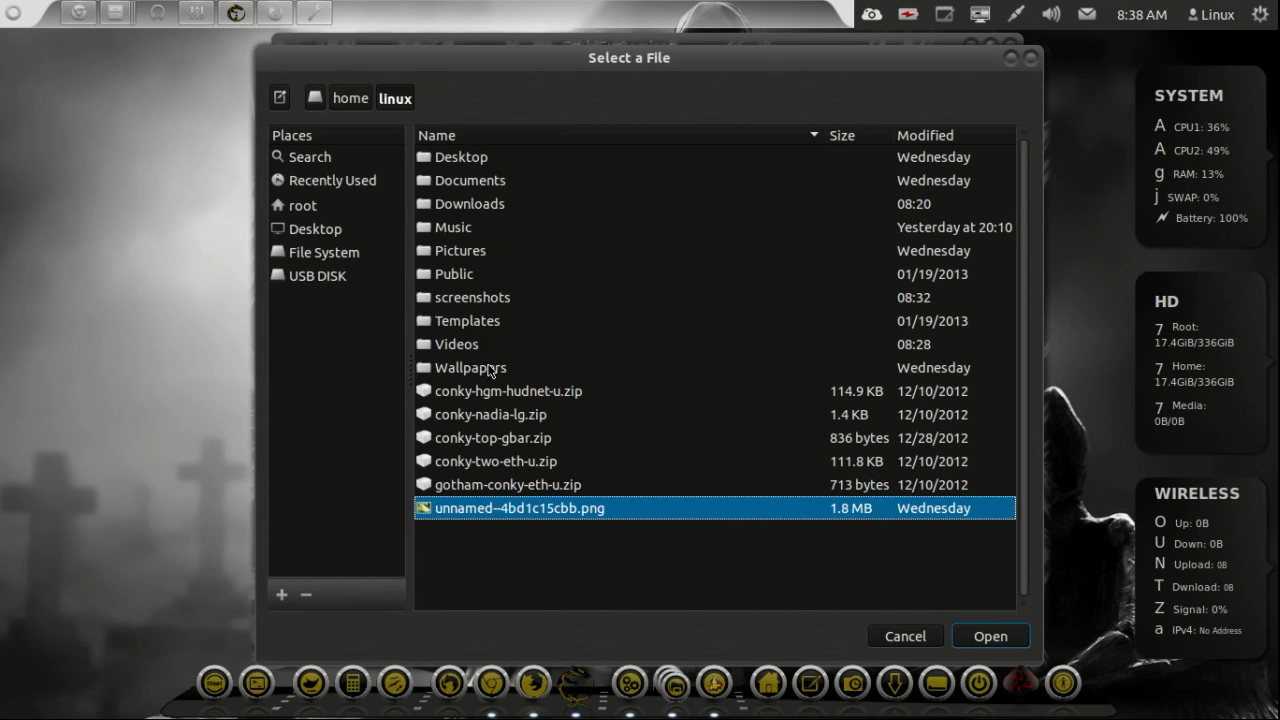 8:38 AM Linux
Select a File
home linux
Places
Search
Recently Used
root
Desktop
File System
USB DISK
Name Size Modified
Desktop Wednesday
Documents Wednesday
Downloads 08:20
Music Yesterday at 20:10
Pictures Wednesday
Public 01/19/2013
screenshots 08:32
Templates 01/19/2013
Videos 08:28
Wallpapers Wednesday
conky-hgm-hudnet-u.zip 114.9 KB 12/10/2012
conky-nadia-lg.zip 1.4 KB 12/10/2012
conky-top-gbar.zip 836 bytes 12/28/2012
conky-two-eth-u.zip 111.8 KB 12/10/2012
gotham-conky-eth-u.zip 713 bytes 12/10/2012
unnamed--4bd1c15cbb.png 1.8 MB Wednesday
Cancel Open
SYSTEM
A CPU1: 36%
A CPU2: 49%
g RAM: 13%
j SWAP: 0%
Battery: 100%
HD
7 Root:
17.4GiB/336GiB
7 Home:
17.4GiB/336GiB
7 Media:
0B/0B
WIRELESS
O Up: 0B
U Down: 0B
N Upload: 0B
T Dwnload: 0B
Z Signal: 0%
a IPv4: No Address
START